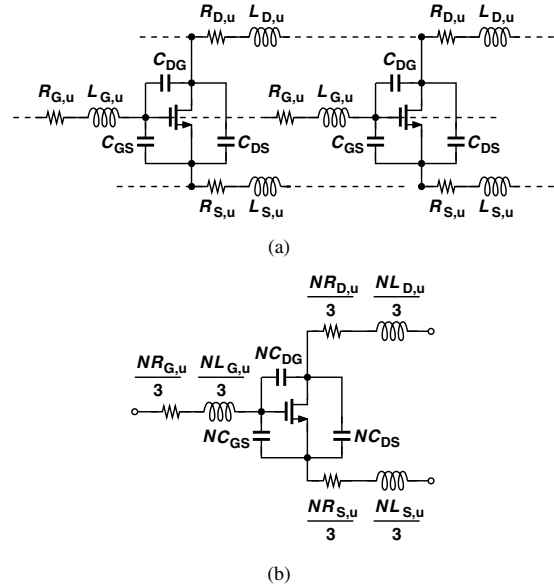 R_D,u L_D,u R_D,u L_D,u
C_DG C_DG
R_G,u L_G,u R_G,u L_G,u
C_GS C_DS C_GS C_DS
R_S,u L_S,u R_S,u L_S,u
(a)
NR_D,u NL_D,u
3 3
NR_G,u NL_G,u NC_DG
3 3
NC_GS NC_DS
NR_S,u NL_S,u
3 3
(b)